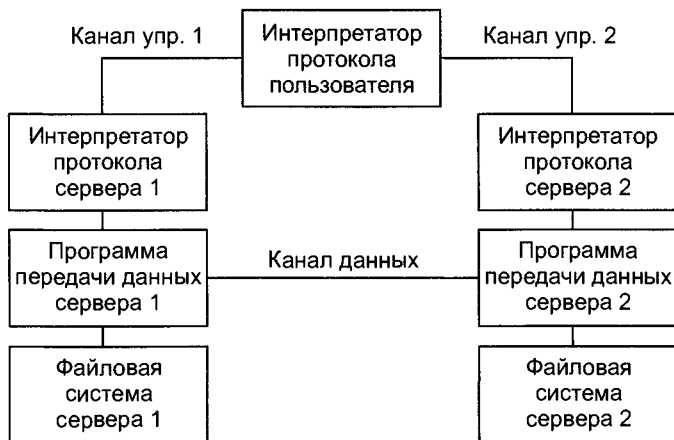 Канал упр. 1
Интерпретатор
протокола
пользователя
Канал упр. 2
Интерпретатор
протокола
сервера 1
Интерпретатор
протокола
сервера 2
Программа
передачи данных
сервера 1
Канал данных
Программа
передачи данных
сервера 2
Файловая
система
сервера 1
Файловая
система
сервера 2